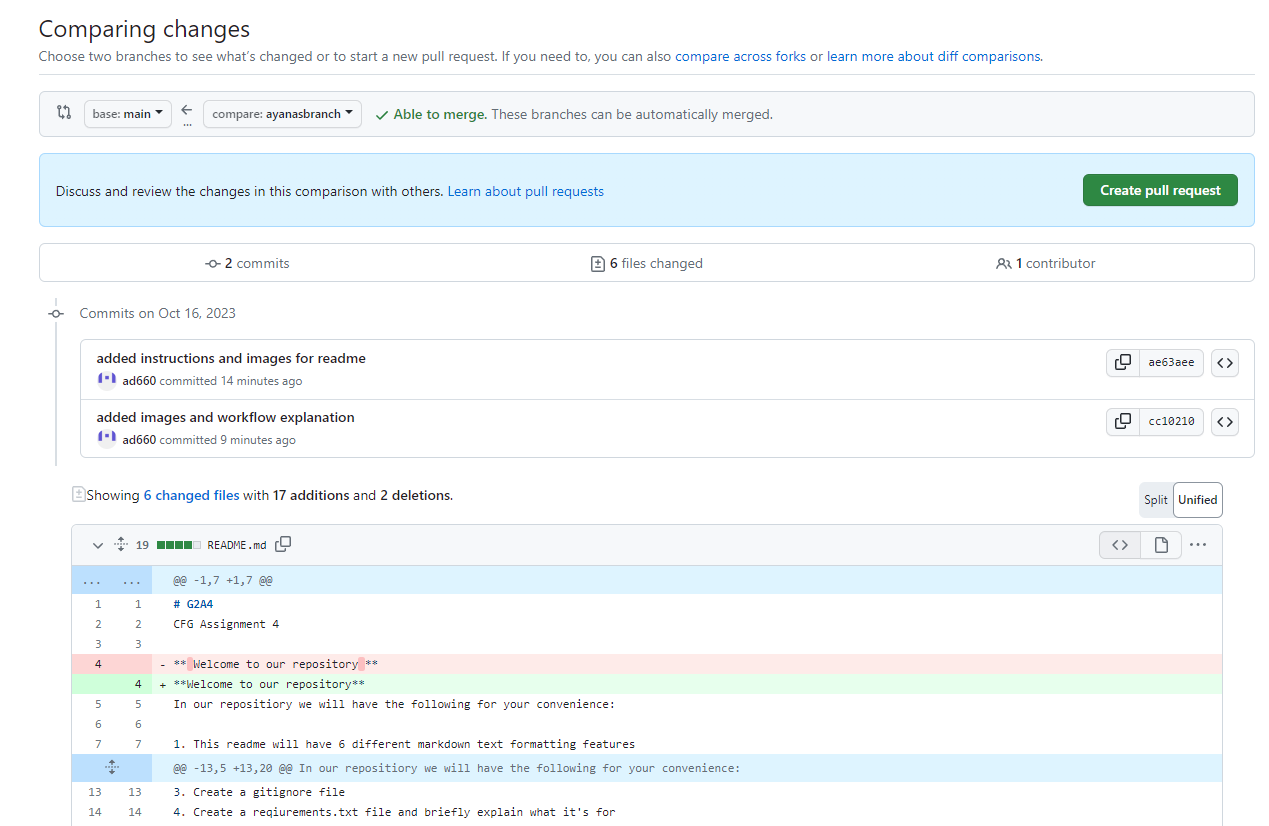 Comparing changes
Choose two branches to see what's changed or to start a new pull request. If you need to, you can also compare across forks or learn more about diff comparisons.
base: main ... compare: ayanasbranch Able to merge. These branches can be automatically merged.
Discuss and review the changes in this comparison with others. Learn about pull requests Create pull request
2 commits 6 files changed 1 contributor
Commits on Oct 16, 2023
added instructions and images for readme
ad660 committed 14 minutes ago ae63aee <>
added images and workflow explanation
ad660 committed 9 minutes ago cc10210 <>
Showing 6 changed files with 17 additions and 2 deletions. Split Unified
19 README.md <> ...
... ... @@ -1,7 +1,7 @@
1 1 # G2A4
2 2 CFG Assignment 4
3 3
4 - ** Welcome to our repository **
4 + **Welcome to our repository**
5 5 In our repositiory we will have the following for your convenience:
6 6
7 7 1. This readme will have 6 different markdown text formatting features
@@ -13,5 +13,20 @@ In our repositiory we will have the following for your convenience:
13 13 3. Create a gitignore file
14 14 4. Create a reqiurements.txt file and briefly explain what it's for